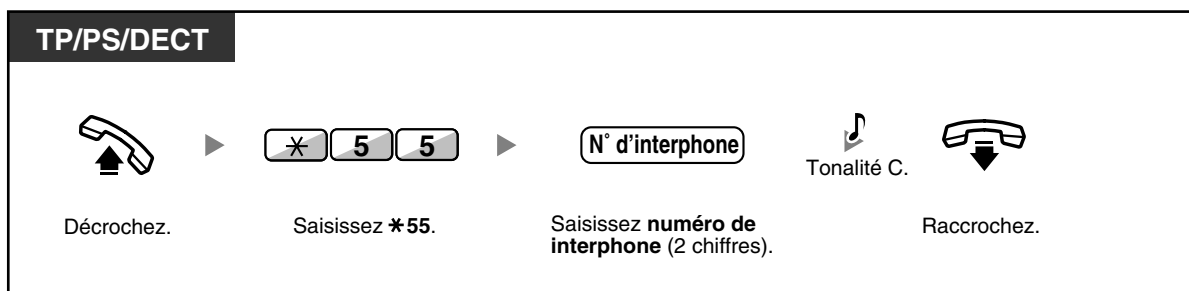 TP/PS/DECT
✳ 5 5
N° d'interphone
Tonalité C.
Décrochez.
Saisissez ✳55.
Saisissez numéro de
interphone (2 chiffres).
Raccrochez.